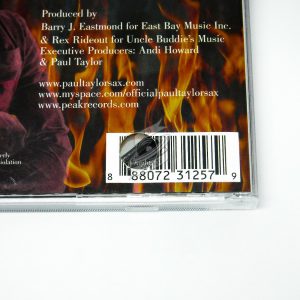 Produced by
Barry J. Eastmond for East Bay Music Inc.
& Rex Rideout for Uncle Buddie's Music
Executive Producers: Andi Howard
& Paul Taylor
www.paultaylorsax.com
www.myspace.com/officialpaultaylorsax
www.peakrecords.com
8 88072 31257 9